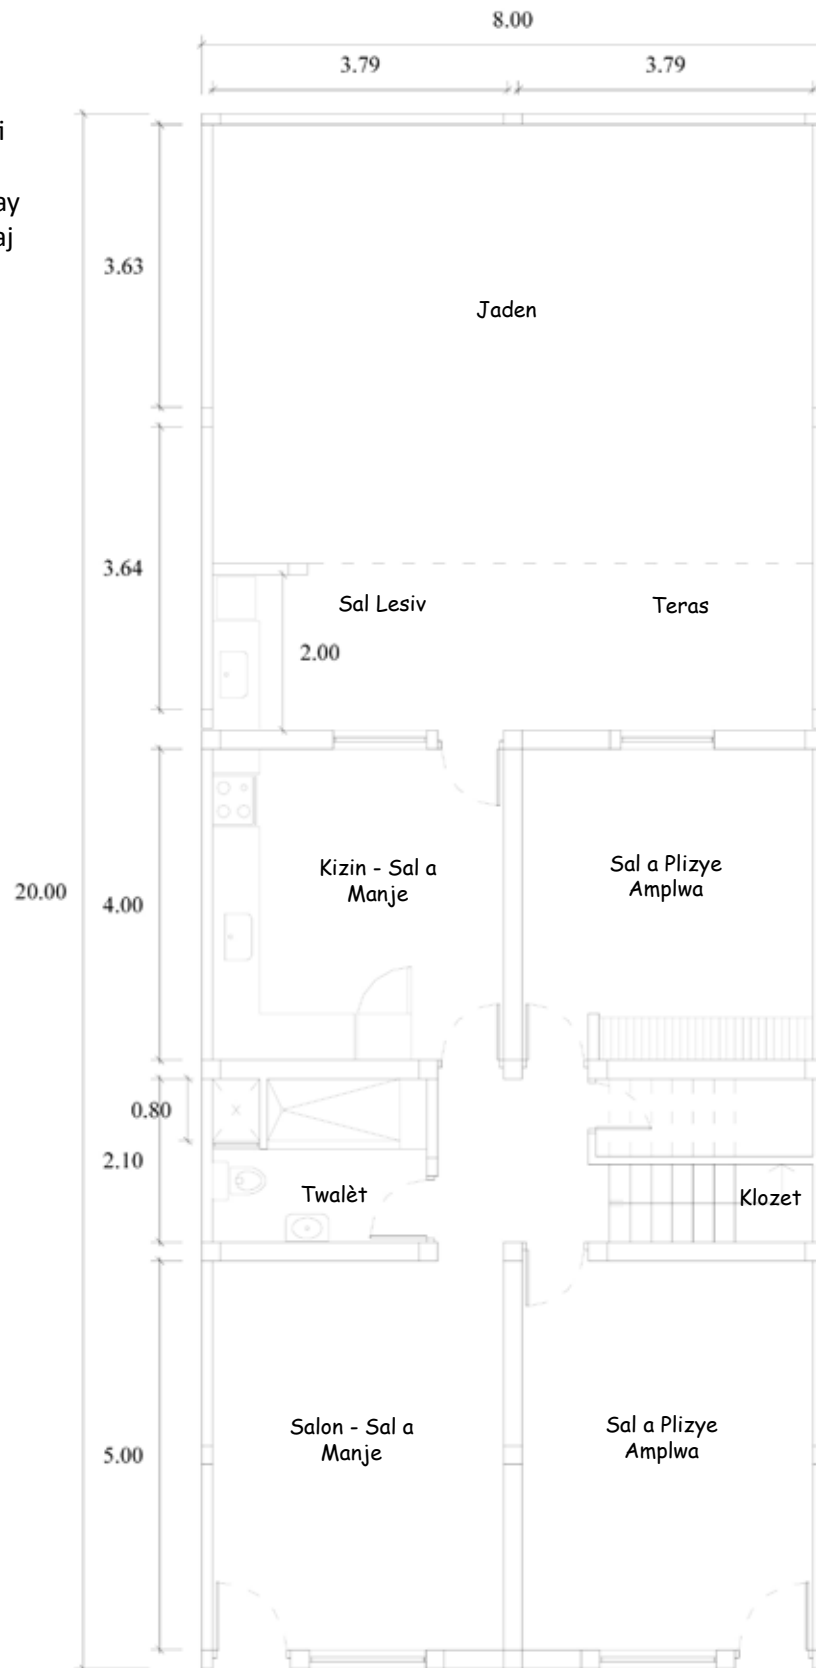 8.00
3.79 3.79
3.63
Jaden
3.64
Sal Lesiv
Teras
2.00
Kizin - Sal a
Manje
Sal a Plizye
Amplwa
20.00
4.00
0.80
2.10
Twalèt
Klozet
Salon - Sal a
Manje
Sal a Plizye
Amplwa
5.00